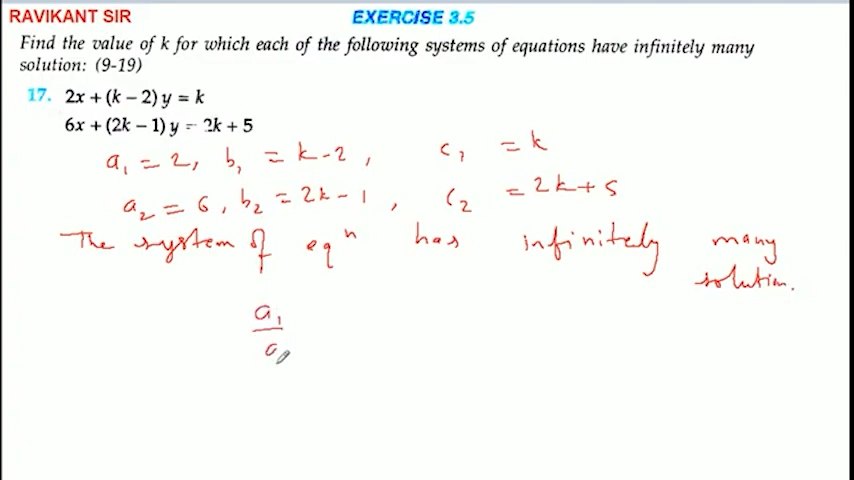 RAVIKANT SIR EXERCISE 3.5
Find the value of k for which each of the following systems of equations have infinitely many
solution: (9-19)
17. 2x + (k – 2) y = k
6x + (2k – 1) y = 2k + 5
a₁ = 2, b₁ = k - 2, c₁ = k
a₂ = 6, b₂ = 2k - 1, c₂ = 2k + 5
The system of eqⁿ has infinitely many
solution.
a₁
a